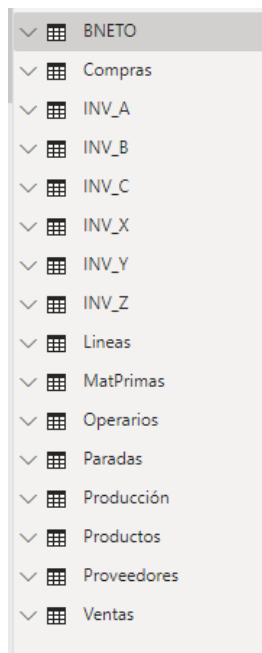 BNETO
Compras
INV_A
INV_B
INV_C
INV_X
INV_Y
INV_Z
Lineas
MatPrimas
Operarios
Paradas
Producción
Productos
Proveedores
Ventas